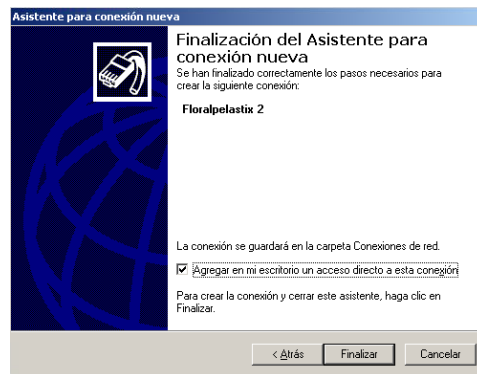 Asistente para conexión nueva
Finalización del Asistente para
conexión nueva
Se han finalizado correctamente los pasos necesarios para
crear la siguiente conexión:
Floralpelastix 2
La conexión se guardará en la carpeta Conexiones de red.
Agregar en mi escritorio un acceso directo a esta conexión
Para crear la conexión y cerrar este asistente, haga clic en
Finalizar.
< Atrás Finalizar Cancelar